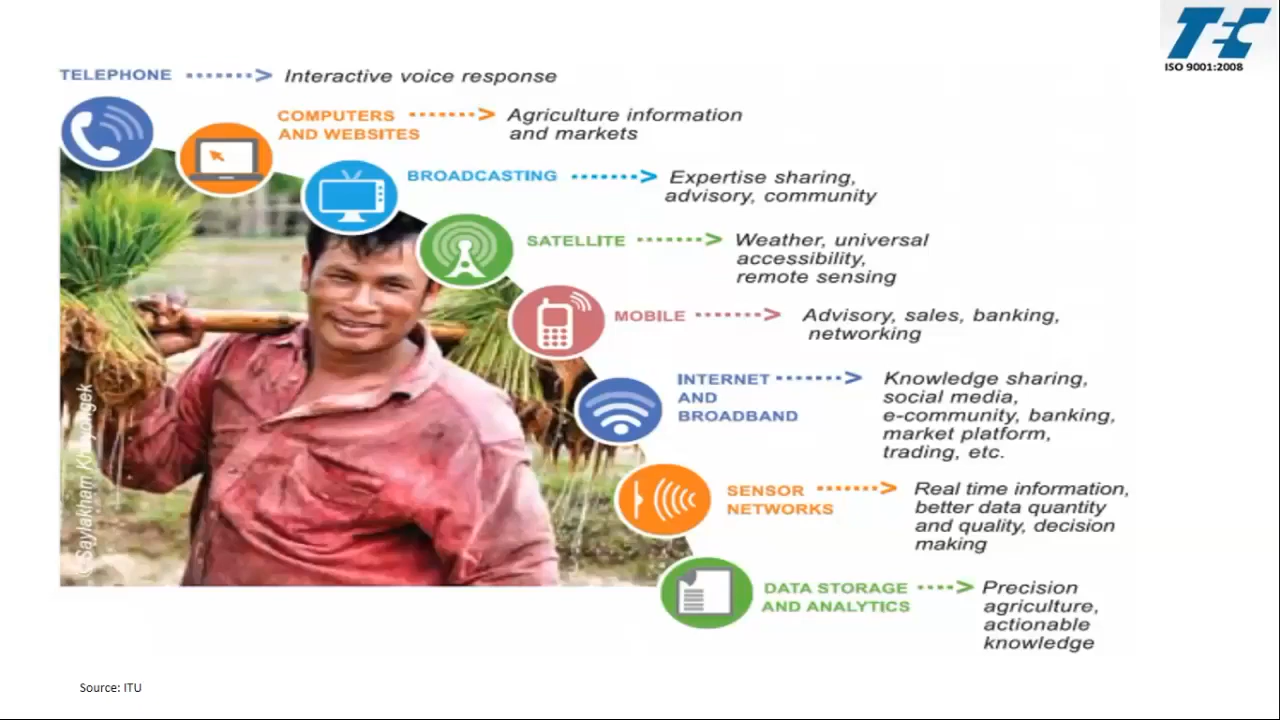 TEC
ISO 9001:2008
TELEPHONE
Interactive voice response
COMPUTERS
AND WEBSITES
Agriculture information
and markets
BROADCASTING
Expertise sharing,
advisory, community
SATELLITE
Weather, universal
accessibility,
remote sensing
MOBILE
Advisory, sales, banking,
networking
INTERNET
AND
BROADBAND
Knowledge sharing,
social media,
e-community, banking,
market platform,
trading, etc.
SENSOR
NETWORKS
Real time information,
better data quantity
and quality, decision
making
DATA STORAGE
AND ANALYTICS
Precision
agriculture,
actionable
knowledge
© Saylakham
Source: ITU